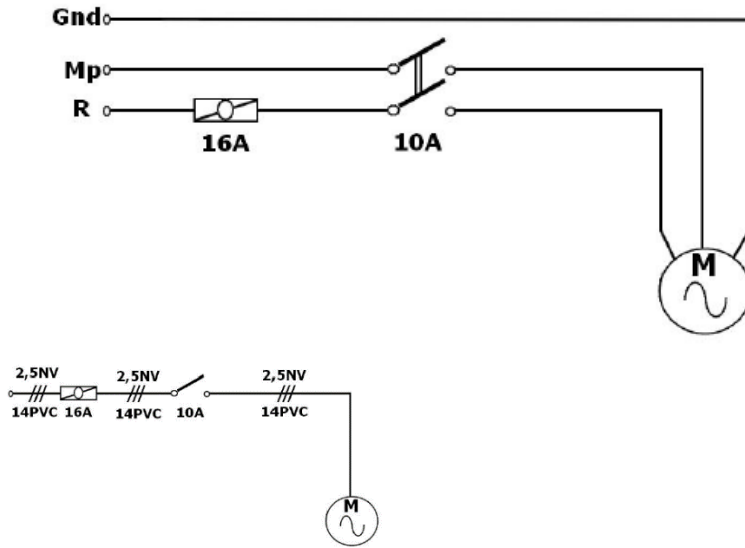 Gnd
Mp
R
16A 10A
M
2,5NV 2,5NV 2,5NV
14PVC 16A 14PVC 10A 14PVC
M